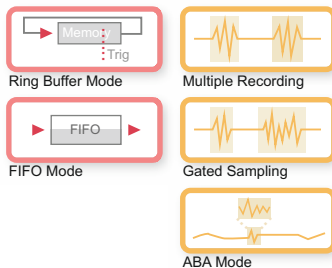 Memory
Trig
Ring Buffer Mode
Multiple Recording
FIFO
FIFO Mode
Gated Sampling
ABA Mode